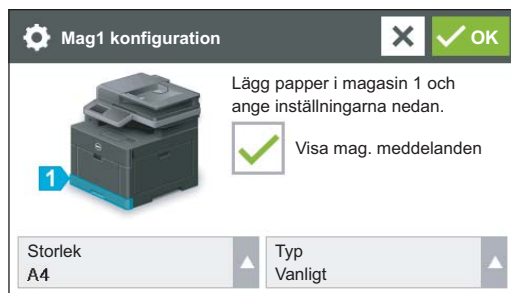 Mag1 konfiguration
OK
Lägg papper i magasin 1 och
ange inställningarna nedan.
Visa mag. meddelanden
1
Storlek
A4
Typ
Vanligt